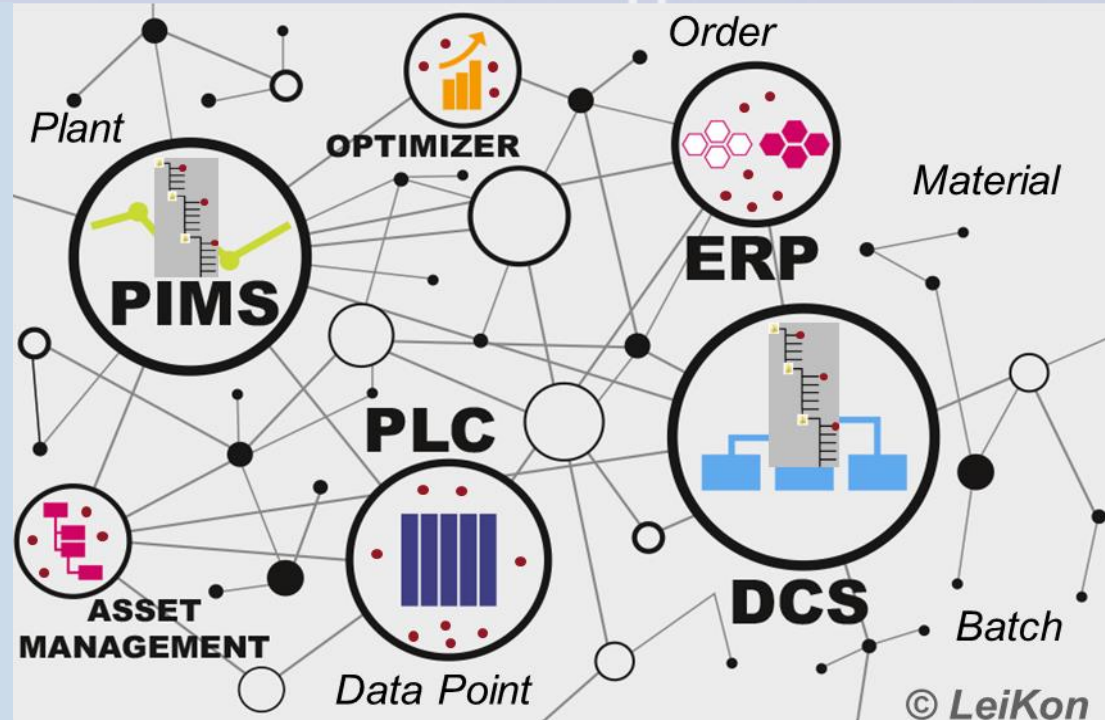 Order
Plant
OPTIMIZER
Material
ERP
PIMS
PLC
DCS
ASSET
MANAGEMENT
Batch
Data Point
© LeiKon